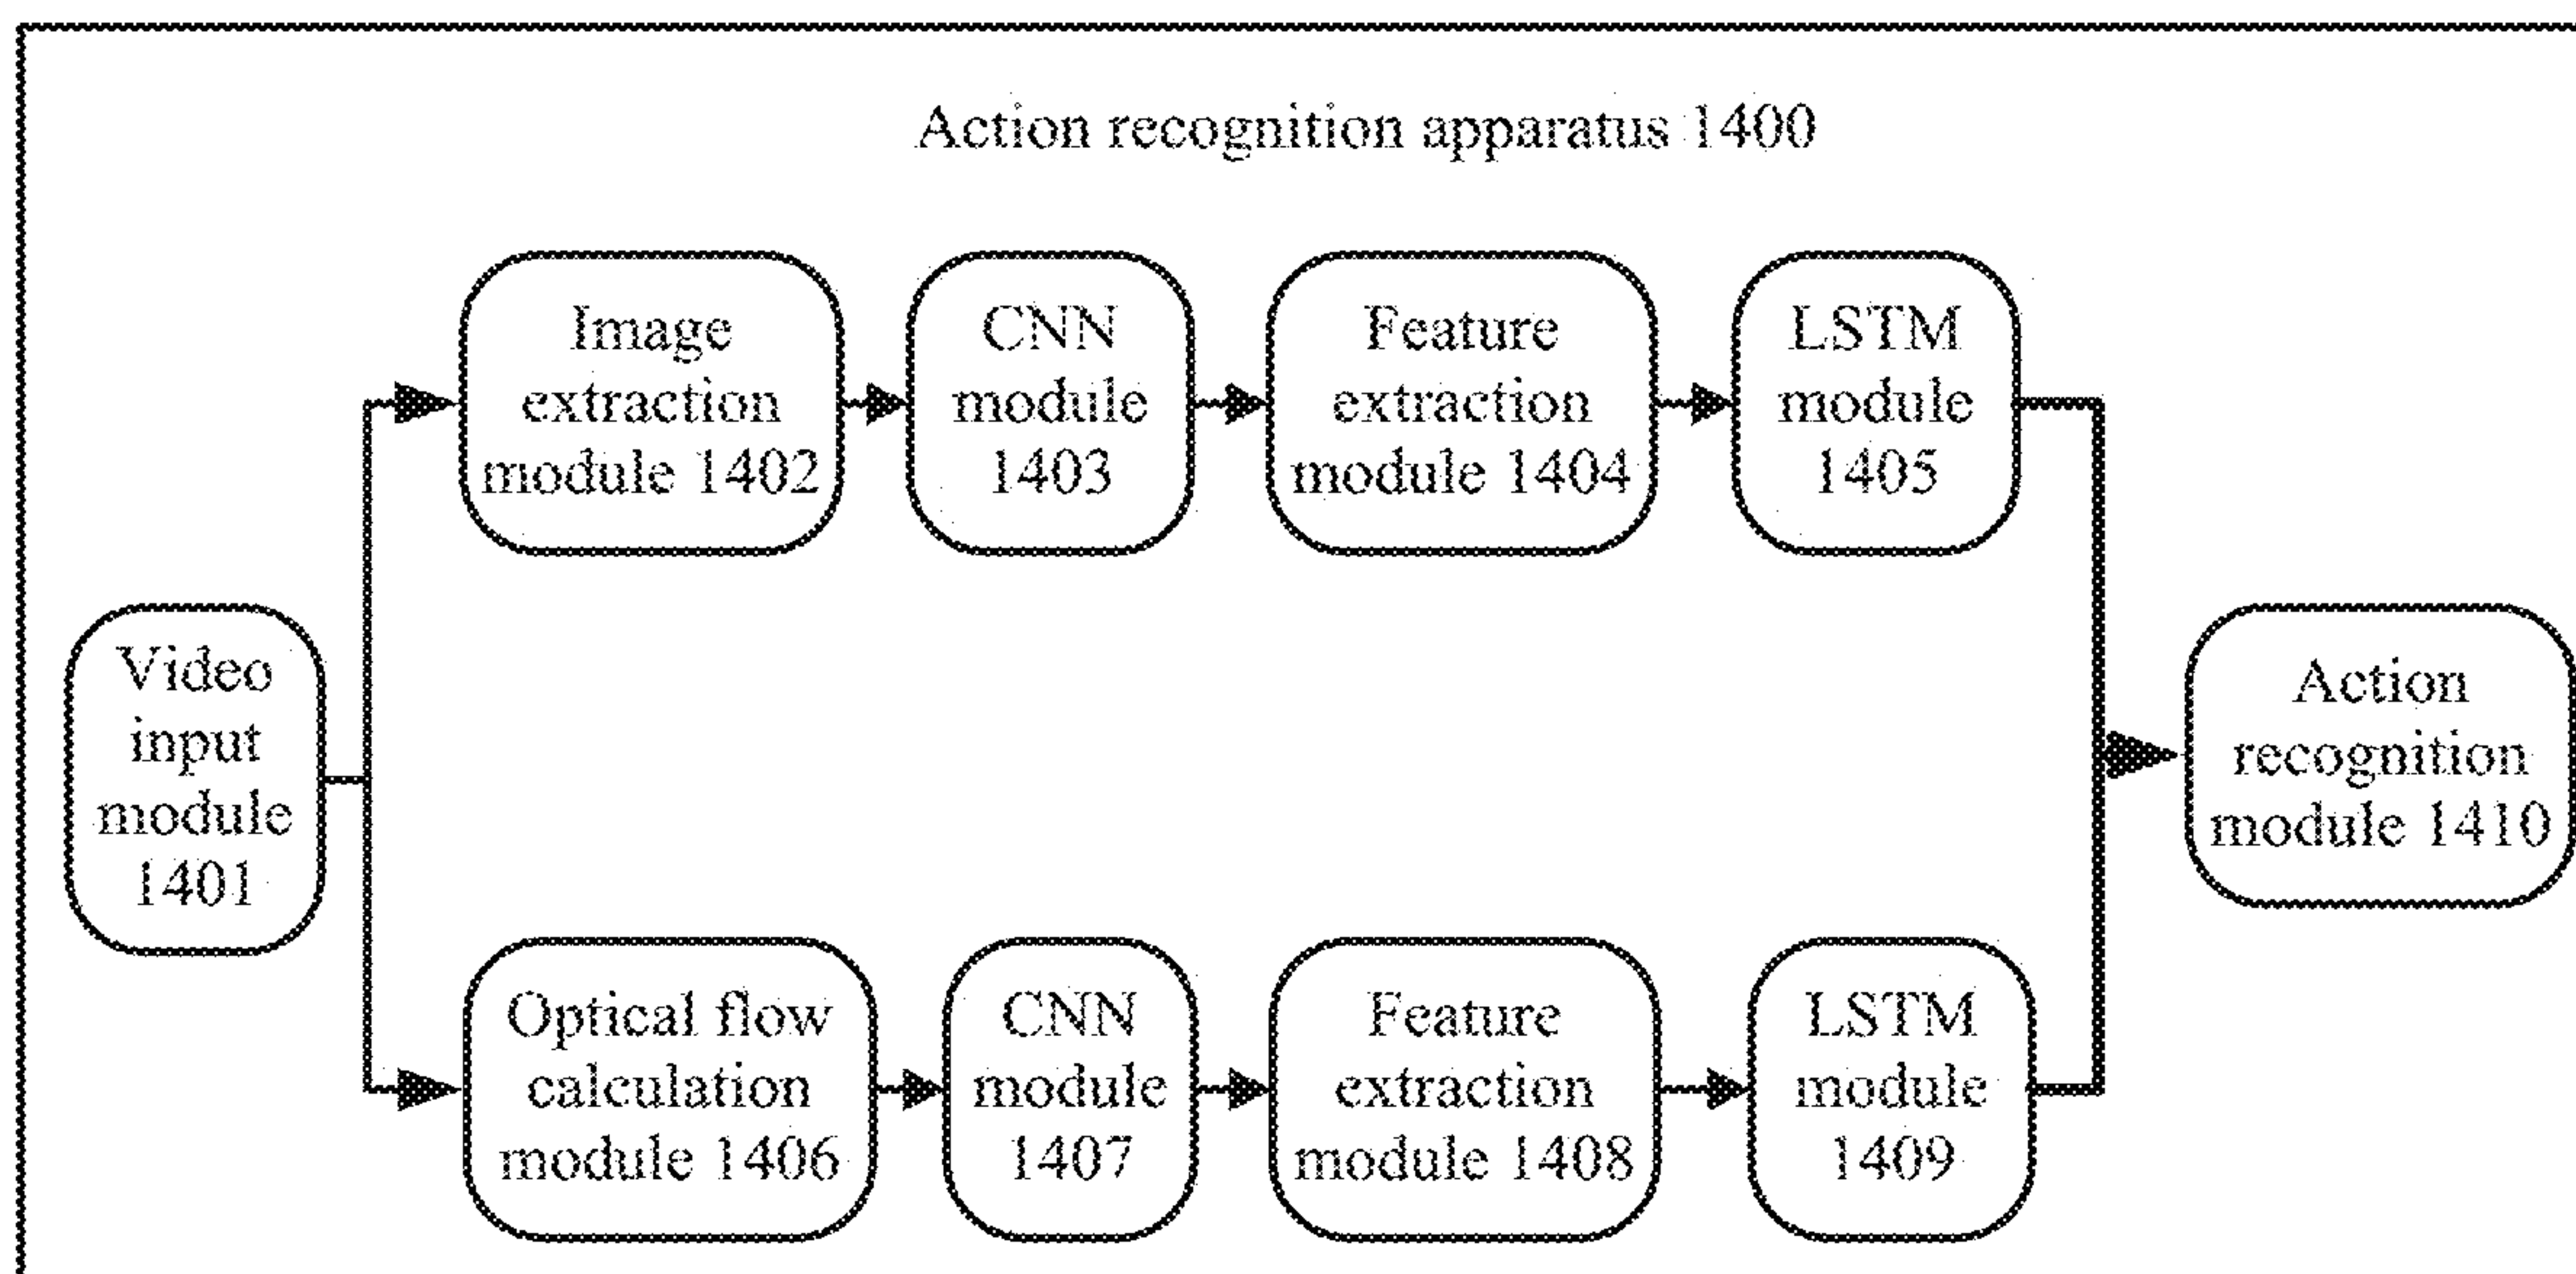 Action recognition apparatus 1400
Image
extraction
module 1402
CNN
module
1403
Feature
extraction
module 1404
LSTM
module
1405
Video
input
module
1401
Action
recognition
module 1410
Optical flow
calculation
module 1406
CNN
module
1407
Feature
extraction
module 1408
LSTM
module
1409